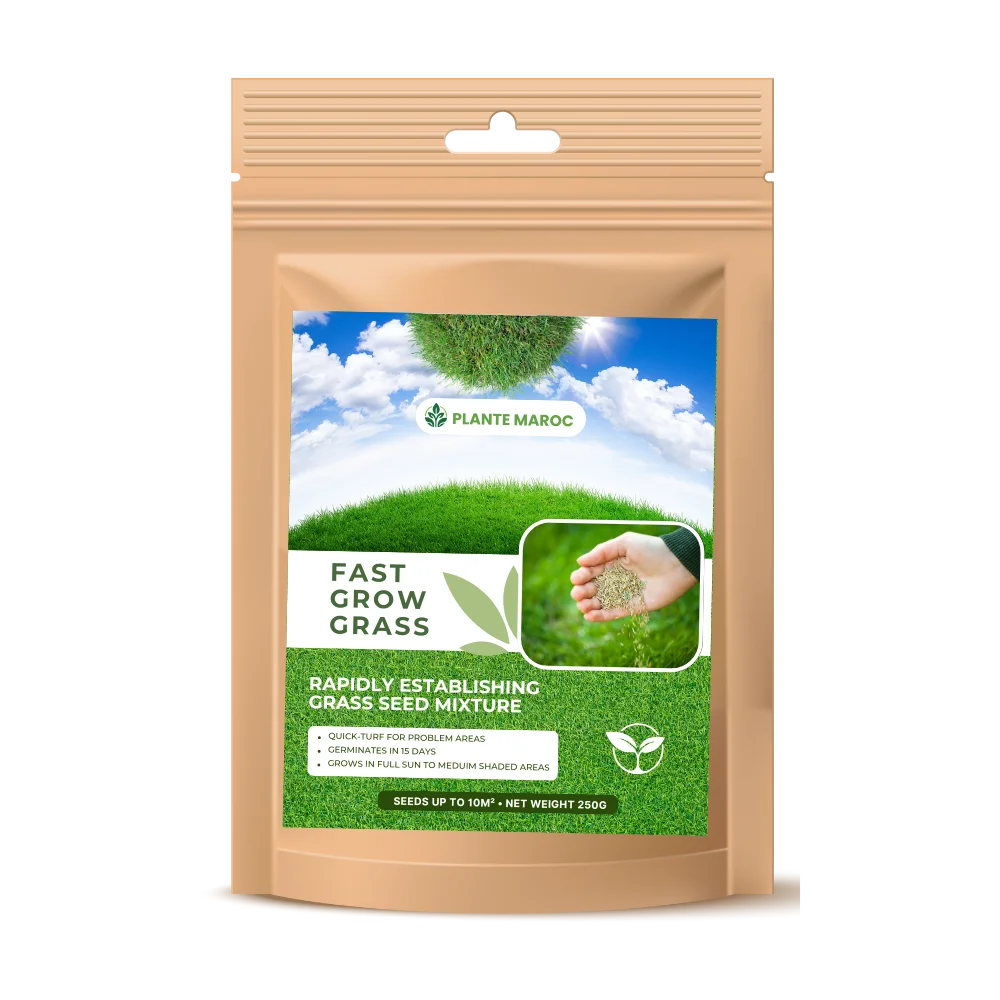 PLANTE MAROC
FAST
GROW
GRASS
RAPIDLY ESTABLISHING
GRASS SEED MIXTURE
• QUICK-TURF FOR PROBLEM AREAS
• GERMINATES IN 15 DAYS
• GROWS IN FULL SUN TO MEDUIM SHADED AREAS
SEEDS UP TO 10M² • NET WEIGHT 250G